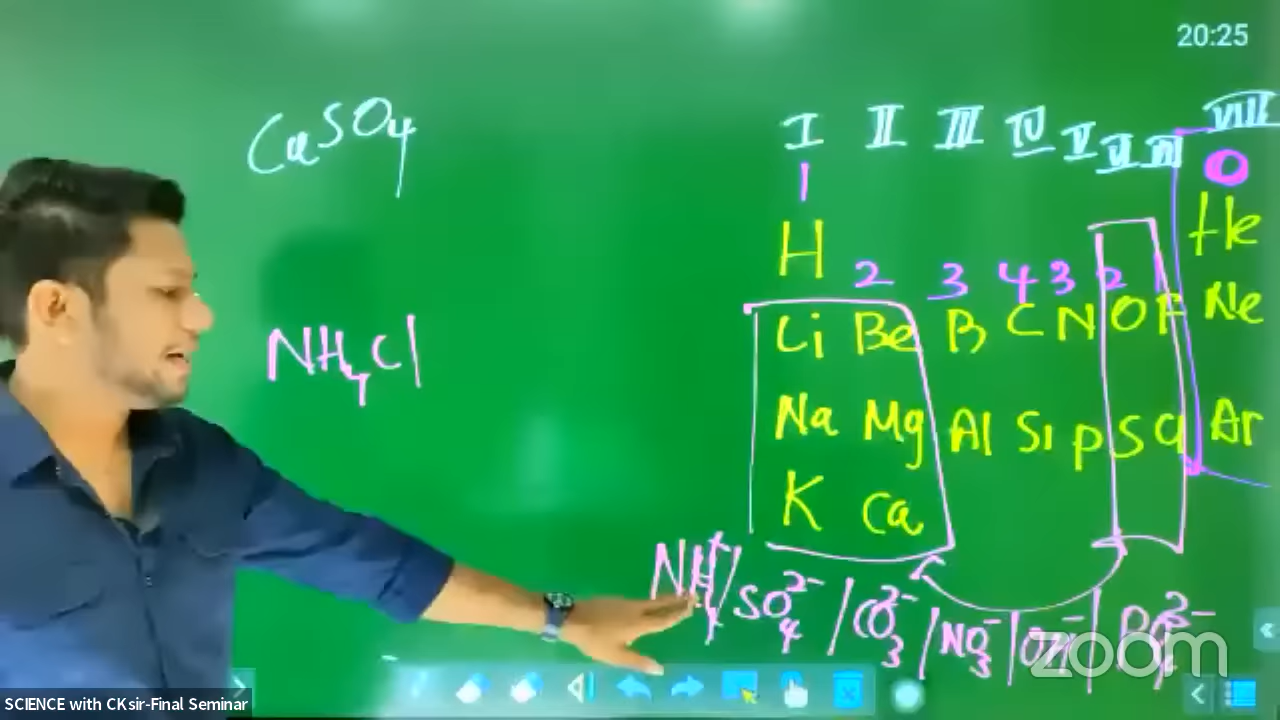 20:25
CaSO4
I II III IV V VI VII VIII
1 0
H He
2 3 4 3 2 1
Li Be B C N O F Ne
NH4Cl
Na Mg Al Si P S Cl Ar
K Ca
NH4+ / SO4 2- / CO3 2- / NO3 - / OH - /
zoom
SCIENCE with CKsir-Final Seminar